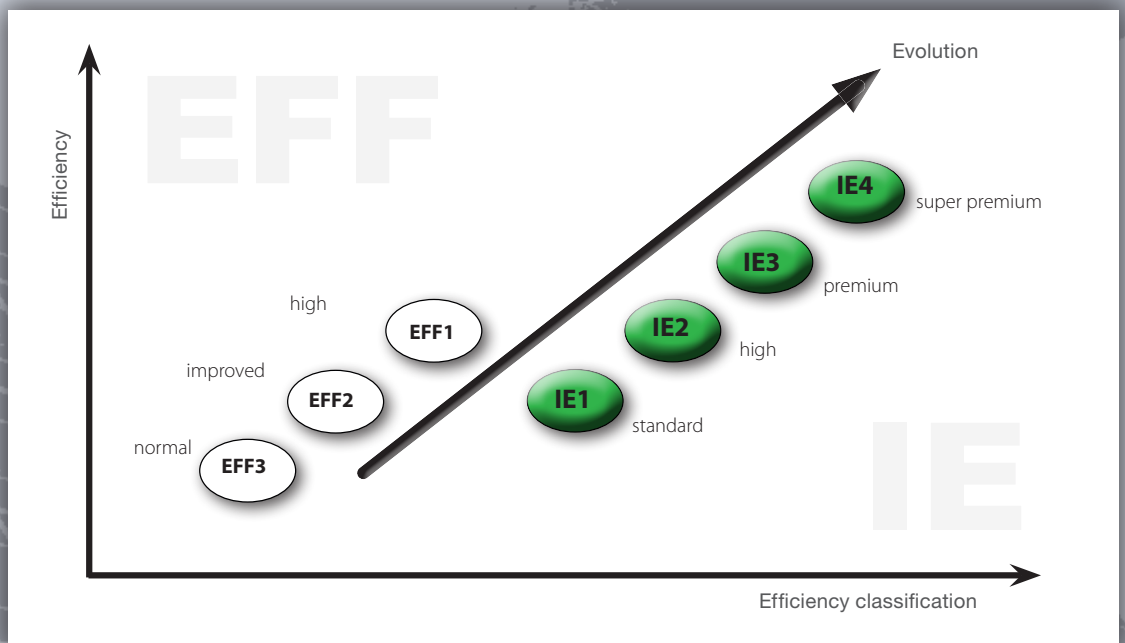 EFF
Evolution
Efficiency
IE4
super premium
IE3
premium
high
EFF1
IE2
high
improved
EFF2
IE1
standard
normal
EFF3
IE
Efficiency classification